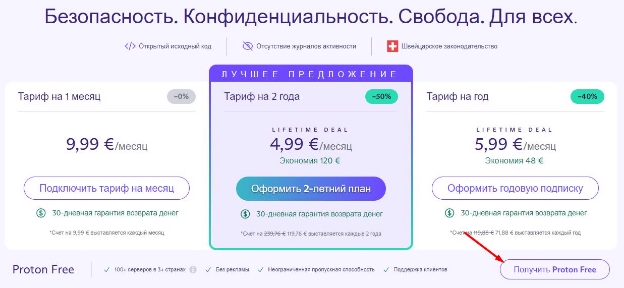 Безопасность. Конфиденциальность. Свобода. Для всех.
Открытый исходный код
Отсутствие журналов активности
Швейцарское законодательство
ЛУЧШЕЕ ПРЕДЛОЖЕНИЕ
Тариф на 1 месяц
−0%
9,99 €/месяц
Подключить тариф на месяц
30-дневная гарантия возврата денег
*Счет на 9,99 € выставляется каждый месяц
Тариф на 2 года
−50%
LIFETIME DEAL
4,99 €/месяц
Экономия 120 €
Оформить 2-летний план
30-дневная гарантия возврата денег
*Счет на 239,76 € 119,76 € выставляется каждые 2 года
Тариф на год
−40%
LIFETIME DEAL
5,99 €/месяц
Экономия 48 €
Оформить годовую подписку
30-дневная гарантия возврата денег
*Счет на 119,88 € 71,88 € выставляется каждый год
Proton Free
100+ серверов в 3+ странах
Без рекламы
Неограниченная пропускная способность
Поддержка клиентов
Получить Proton Free